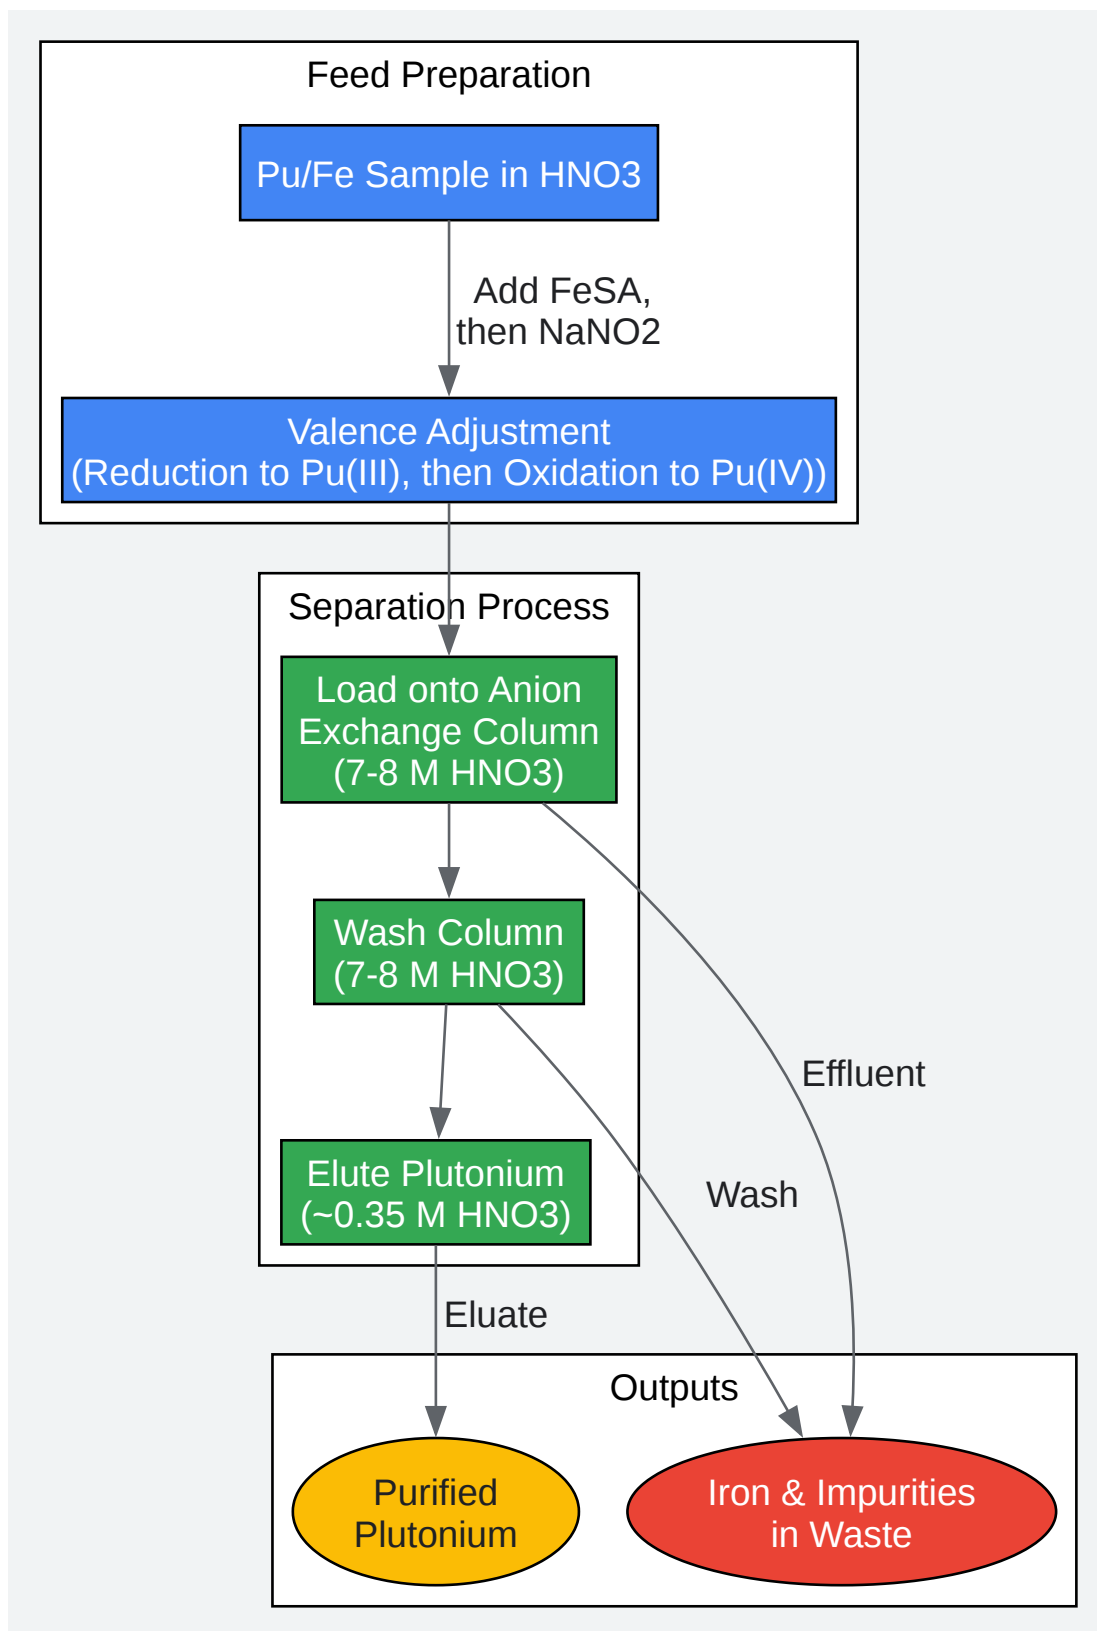 Feed Preparation
Pu/Fe Sample in HNO3
Add FeSA,
then NaNO2
Valence Adjustment
(Reduction to Pu(III), then Oxidation to Pu(IV))
Separation Process
Load onto Anion
Exchange Column
(7-8 M HNO3)
Wash Column
(7-8 M HNO3)
Effluent
Elute Plutonium
(~0.35 M HNO3)
Wash
Eluate
Outputs
Purified
Plutonium
Iron & Impurities
in Waste